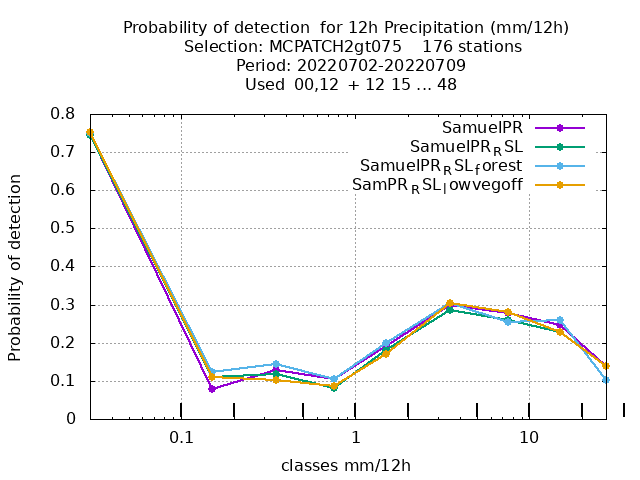 Probability of detection for 12h Precipitation (mm/12h)
Selection: MCPATCH2gt075 176 stations
Period: 20220702-20220709
Used 00,12 + 12 15 ... 48
SamuelPR
SamuelPR_RSL
SamuelPR_RSL_forest
SamPR_RSL_lowvegoff
Probability of detection
0.8
0.7
0.6
0.5
0.4
0.3
0.2
0.1
0
0.1 1 10
classes mm/12h